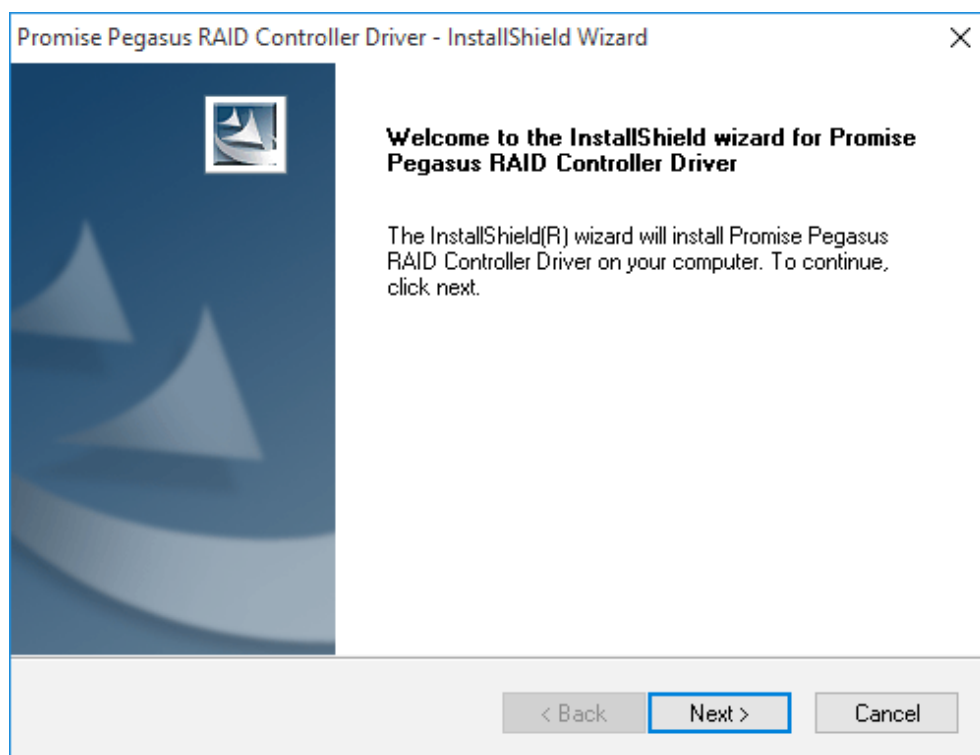 Promise Pegasus RAID Controller Driver - InstallShield Wizard
Welcome to the InstallShield wizard for Promise
Pegasus RAID Controller Driver
The InstallShield(R) wizard will install Promise Pegasus
RAID Controller Driver on your computer. To continue,
click next.
< Back
Next >
Cancel